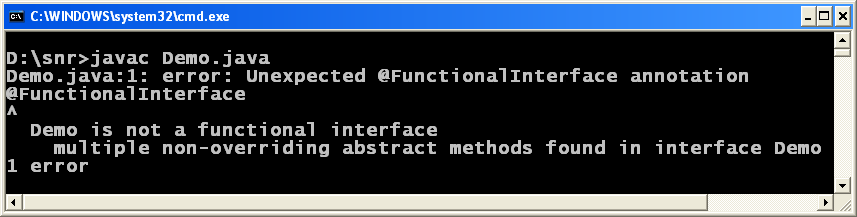 C:\WINDOWS\system32\cmd.exe
D:\snr>javac Demo.java
Demo.java:1: error: Unexpected @FunctionalInterface annotation
@FunctionalInterface
^
  Demo is not a functional interface
    multiple non-overriding abstract methods found in interface Demo
1 error